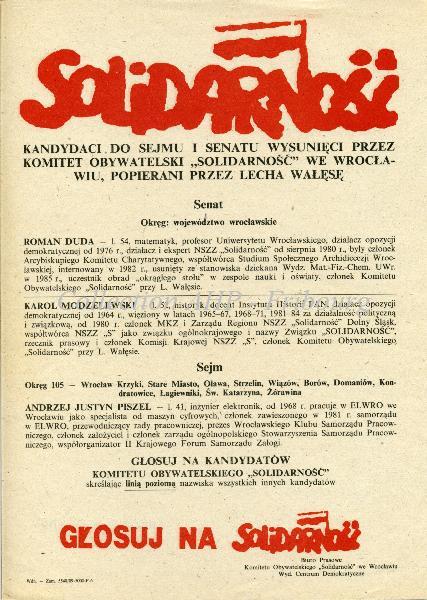 SOLIDARNOŚĆ
KANDYDACI DO SEJMU I SENATU WYSUNIĘCI PRZEZ
KOMITET OBYWATELSKI „SOLIDARNOŚĆ” WE WROCŁA-
WIU, POPIERANI PRZEZ LECHA WAŁĘSĘ
Senat
Okręg: województwo wrocławskie
ROMAN DUDA — l. 54, matematyk, profesor Uniwersytetu Wrocławskiego, działacz opozycji
demokratycznej od 1976 r., działacz i ekspert NSZZ „Solidarność” od sierpnia 1980 r., były członek
Arcybiskupiego Komitetu Charytatywnego, współtwórca Studium Społecznego Archidiecezji Wroc-
ławskiej, internowany w 1982 r., usunięty ze stanowiska dziekana Wydz. Mat.-Fiz.-Chem. UWr.
w 1985 r., uczestnik obrad „okrągłego stołu” w zespole nauki i oświaty, członek Komitetu
Obywatelskiego „Solidarność” przy L. Wałęsie.
KAROL MODZELEWSKI — l. 52, historyk, docent Instytutu Historii PAN, działacz opozycji
demokratycznej od 1964 r., więziony w latach 1965–67, 1968–71, 1981–84 za działalność polityczną
i związkową, od 1980 r. członek MKZ i Zarządu Regionu NSZZ „Solidarność” Dolny Śląsk,
współtwórca NSZZ „S” jako związku ogólnokrajowego i nazwy Związku „SOLIDARNOŚĆ”,
rzecznik prasowy i członek Komisji Krajowej NSZZ „S”, członek Komitetu Obywatelskiego
„Solidarność” przy L. Wałęsie.
Sejm
Okręg 105 — Wrocław Krzyki, Stare Miasto, Oława, Strzelin, Wiązów, Borów, Domaniów, Kon-
dratowice, Łagiewniki, Św. Katarzyna, Żórawina
ANDRZEJ JUSTYN PISZEL — l. 41, inżynier elektronik, od 1968 r. pracuje w ELWRO we
Wrocławiu jako specjalista od maszyn cyfrowych, członek zawieszonego w 1981 r. samorządu
w ELWRO, przewodniczący rady pracowniczej, prezes Wrocławskiego Klubu Samorządu Pracow-
niczego, członek założyciel i członek zarządu ogólnopolskiego Stowarzyszenia Samorządu Pracow-
niczego, współorganizator II Krajowego Forum Samorządu Załogi.
GŁOSUJ NA KANDYDATÓW
KOMITETU OBYWATELSKIEGO „SOLIDARNOŚĆ”
skreślając linią poziomą nazwiska wszystkich innych kandydatów
GŁOSUJ NA SOLIDARNOŚĆ
Biuro Prasowe
Komitetu Obywatelskiego „Solidarność” we Wrocławiu
Wyd. Centrum Demokratyczne